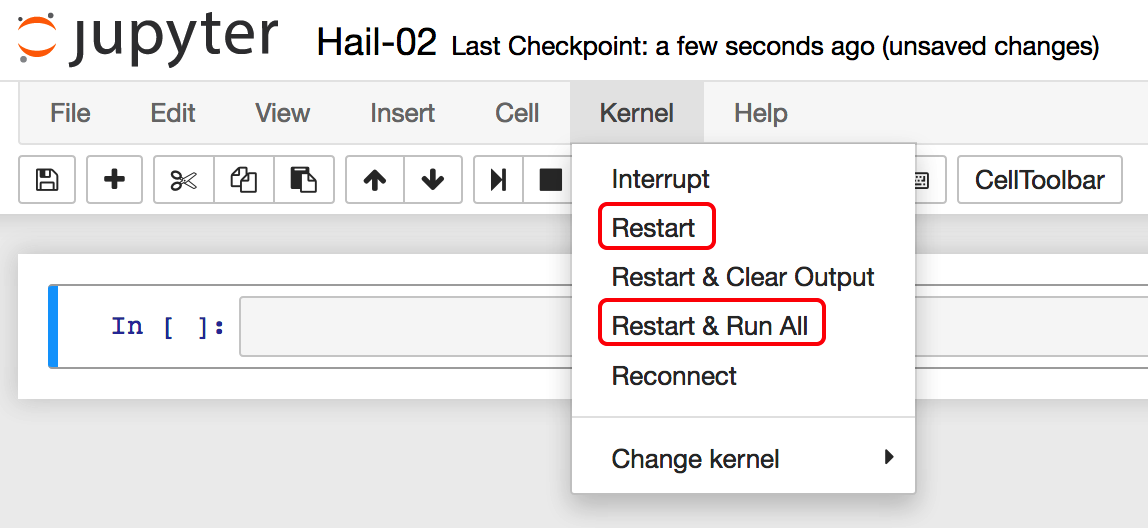 jupyter Hail-02 Last Checkpoint: a few seconds ago (unsaved changes)
File Edit View Insert Cell Kernel Help
CellToolbar
Interrupt
Restart
Restart & Clear Output
Restart & Run All
Reconnect
Change kernel
In [ ]: